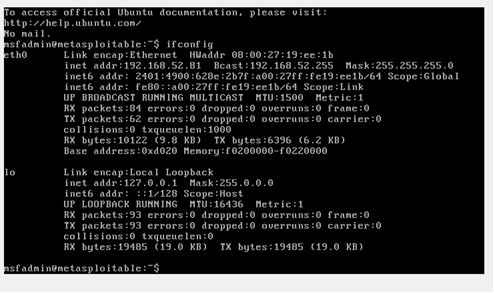 To access official Ubuntu documentation, please visit:
http://help.ubuntu.com/
No mail.
msfadmin@metasploitable:~$ ifconfig
eth0 Link encap:Ethernet HWaddr 08:00:27:19:ee:1b
inet addr:192.168.52.81 Bcast:192.168.52.255 Mask:255.255.255.0
inet6 addr: 2401:4900:628e:2b7f:a00:27ff:fe19:ee1b/64 Scope:Global
inet6 addr: fe80::a00:27ff:fe19:ee1b/64 Scope:Link
UP BROADCAST RUNNING MULTICAST MTU:1500 Metric:1
RX packets:84 errors:0 dropped:0 overruns:0 frame:0
TX packets:62 errors:0 dropped:0 overruns:0 carrier:0
collisions:0 txqueuelen:1000
RX bytes:10122 (9.8 KB) TX bytes:6396 (6.2 KB)
Base address:0xd020 Memory:f0200000-f0220000
lo Link encap:Local Loopback
inet addr:127.0.0.1 Mask:255.0.0.0
inet6 addr: ::1/128 Scope:Host
UP LOOPBACK RUNNING MTU:16436 Metric:1
RX packets:93 errors:0 dropped:0 overruns:0 frame:0
TX packets:93 errors:0 dropped:0 overruns:0 carrier:0
collisions:0 txqueuelen:0
RX bytes:19485 (19.0 KB) TX bytes:19485 (19.0 KB)
msfadmin@metasploitable:~$